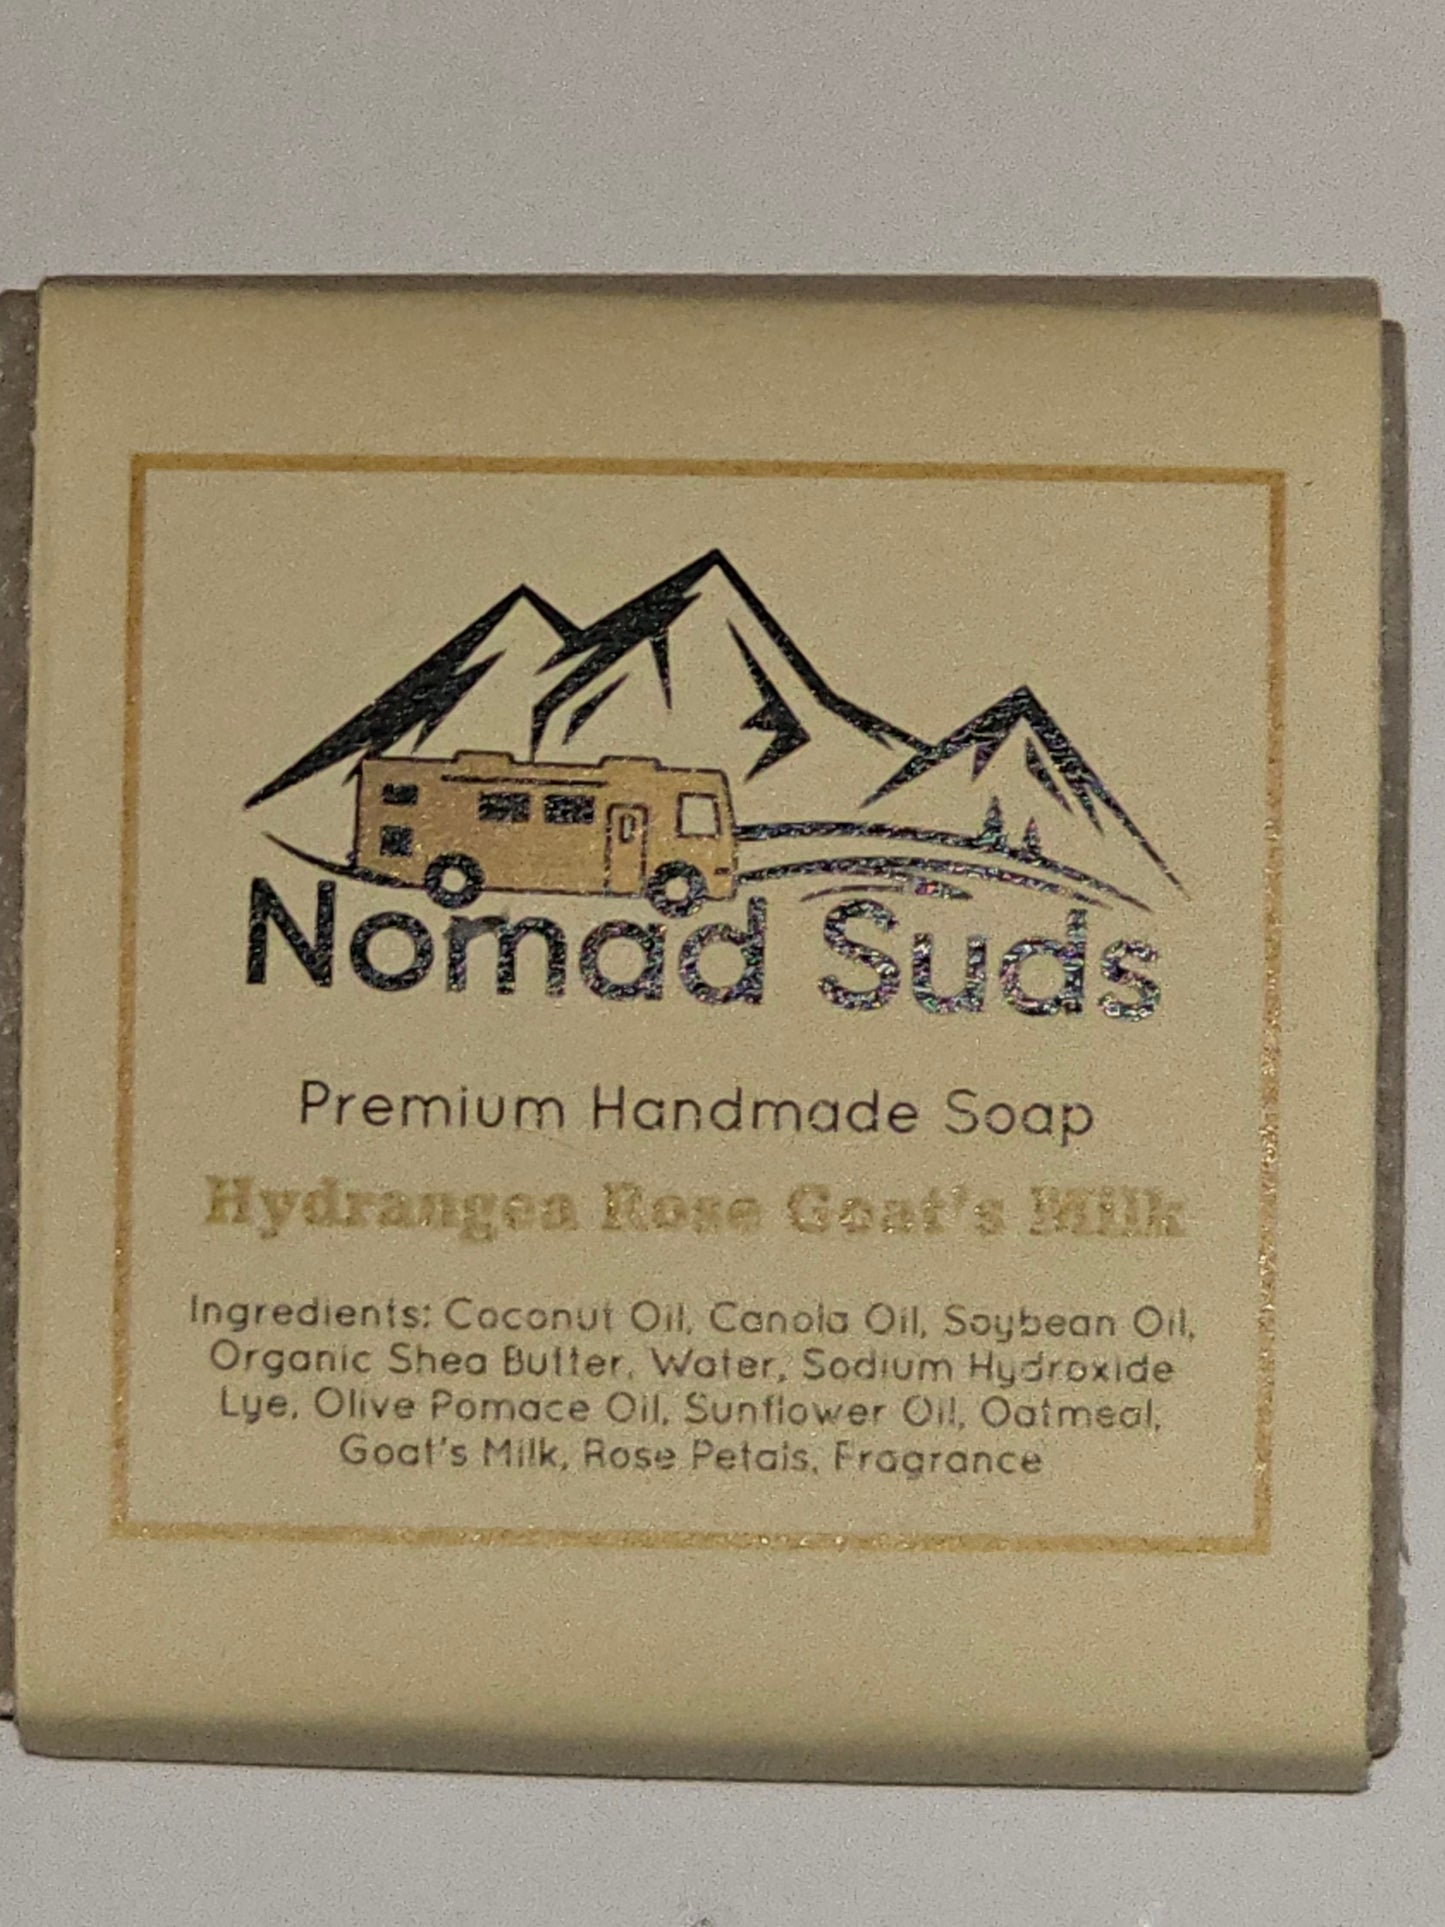 Nomad Suds
Premium Handmade Soap
Hydrangea Rose Goat's Milk
Ingredients: Coconut Oil, Canola Oil, Soybean Oil,
Organic Shea Butter, Water, Sodium Hydroxide
Lye, Olive Pomace Oil, Sunflower Oil, Oatmeal,
Goat's Milk, Rose Petals, Fragrance